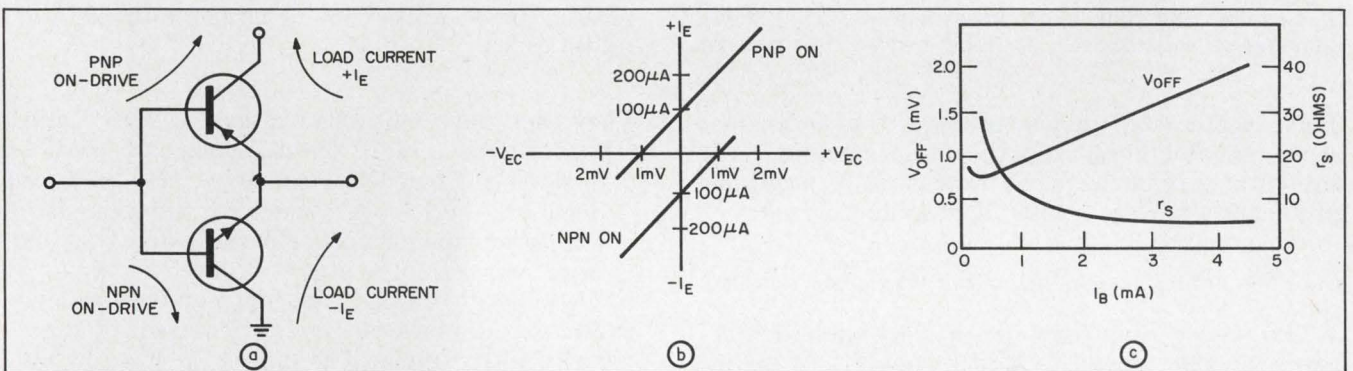 PNP
ON-DRIVE
LOAD CURRENT
+IE
NPN
ON-DRIVE
LOAD CURRENT
-IE
a
+IE
PNP ON
200µA
100µA
-VEC
+VEC
2mV
1mV
1mV
2mV
100µA
NPN ON
200µA
-IE
b
VOFF (mV)
2.0
1.5
1.0
0.5
0
VOFF
rS
40
30
20
10
0
rS (OHMS)
0
1
2
3
4
5
IB (mA)
c